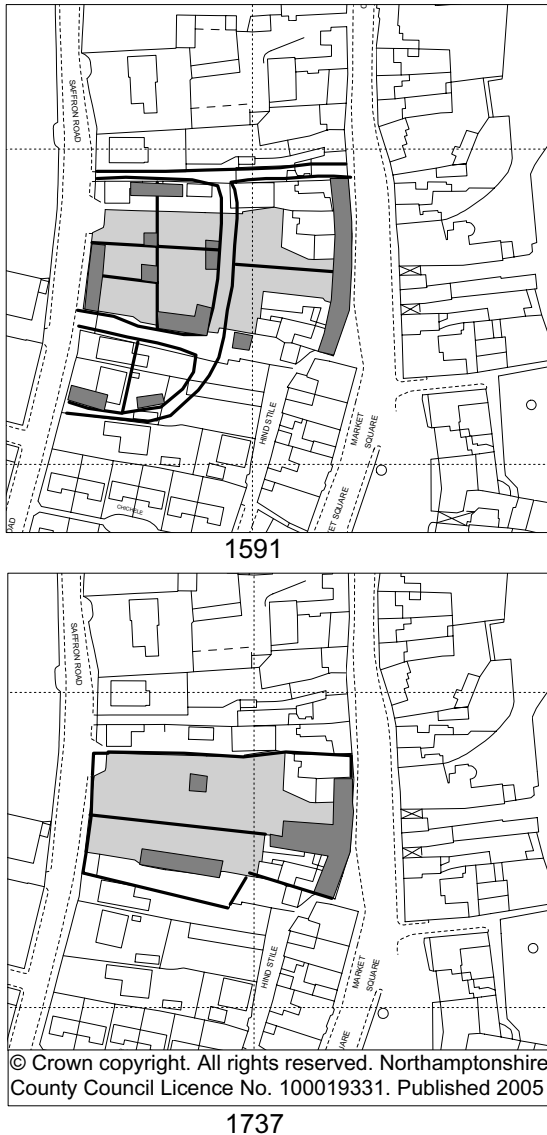 SAFFRON ROAD
HIND STILE
MARKET
SQUARE
CHICHELE
OAD
ET SQUARE
1591
SAFFRON ROAD
HIND STILE
MARKET
SQUARE
UARE
© Crown copyright. All rights reserved. Northamptonshire
County Council Licence No. 100019331. Published 2005
1737